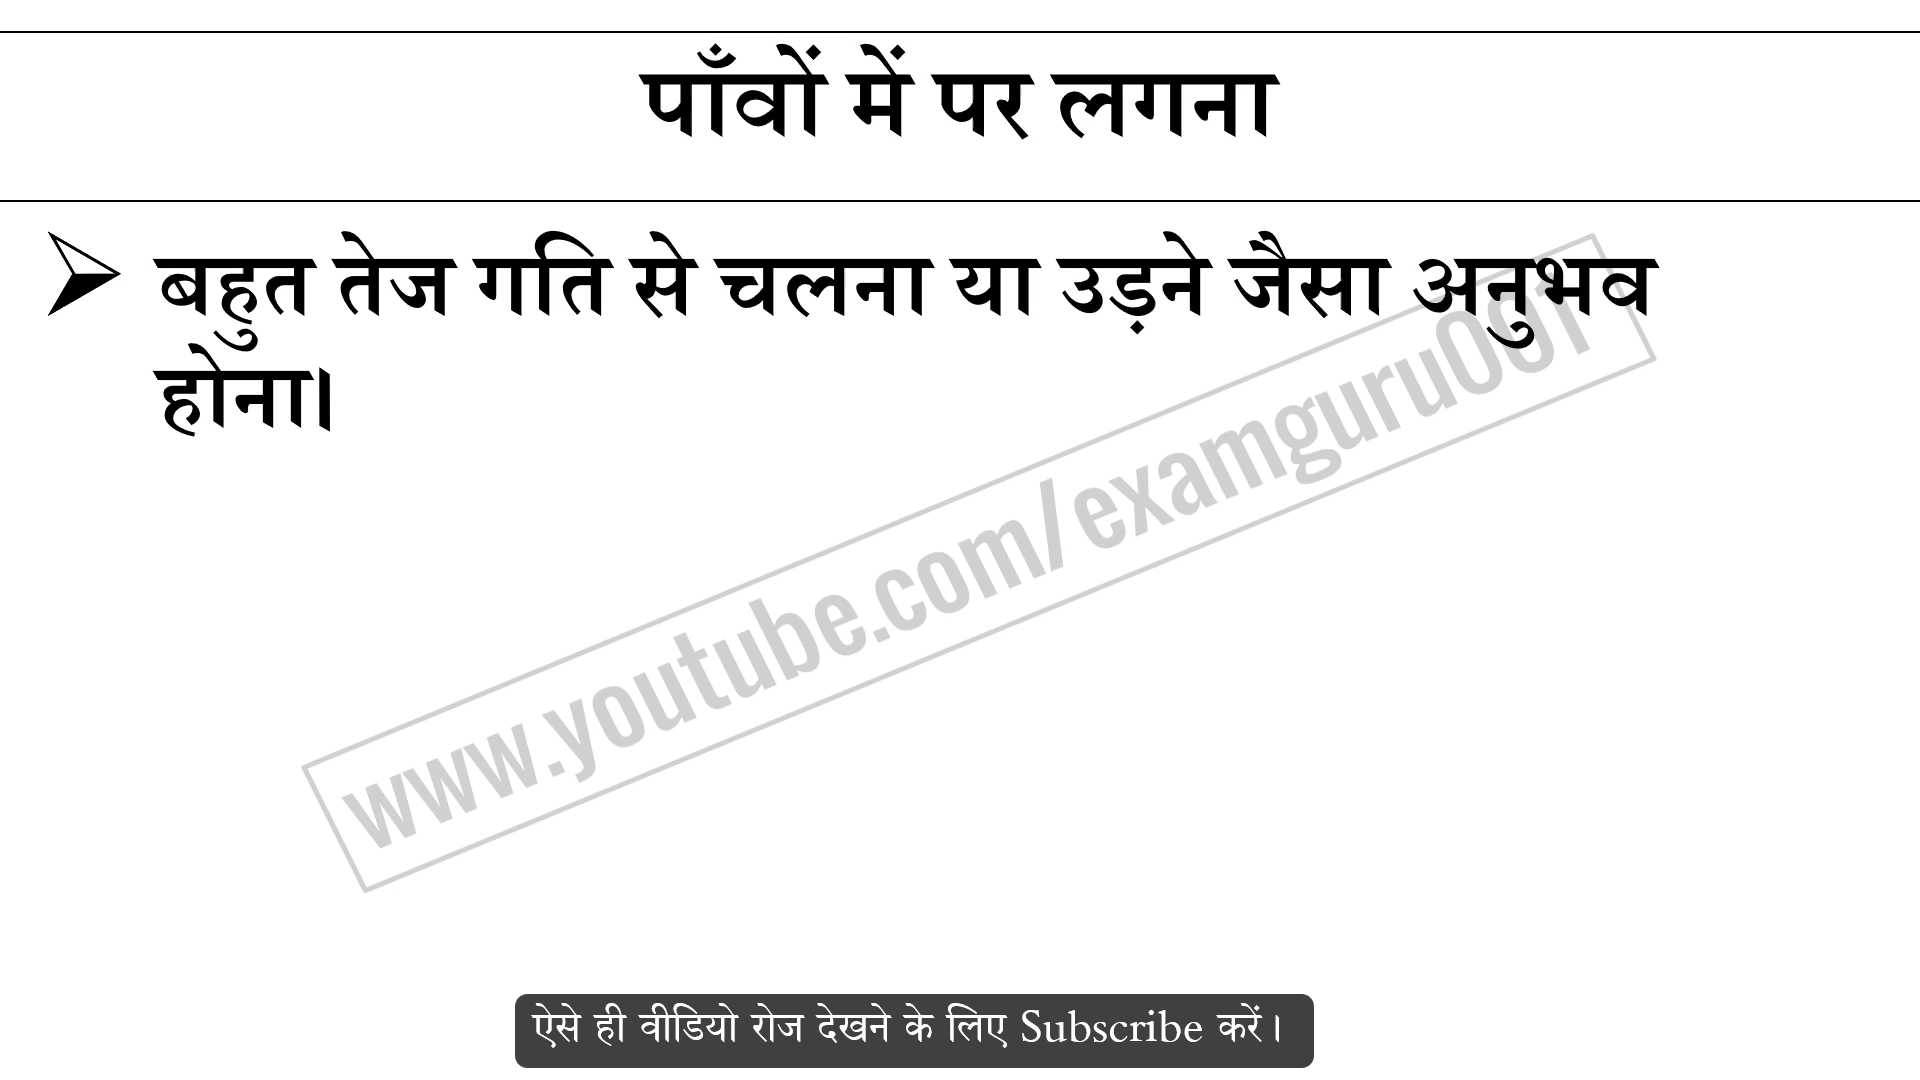 पाँवों में पर लगना
बहुत तेज गति से चलना या उड़ने जैसा अनुभव
होना।
www.youtube.com/examguru001
ऐसे ही वीडियो रोज देखने के लिए Subscribe करें।